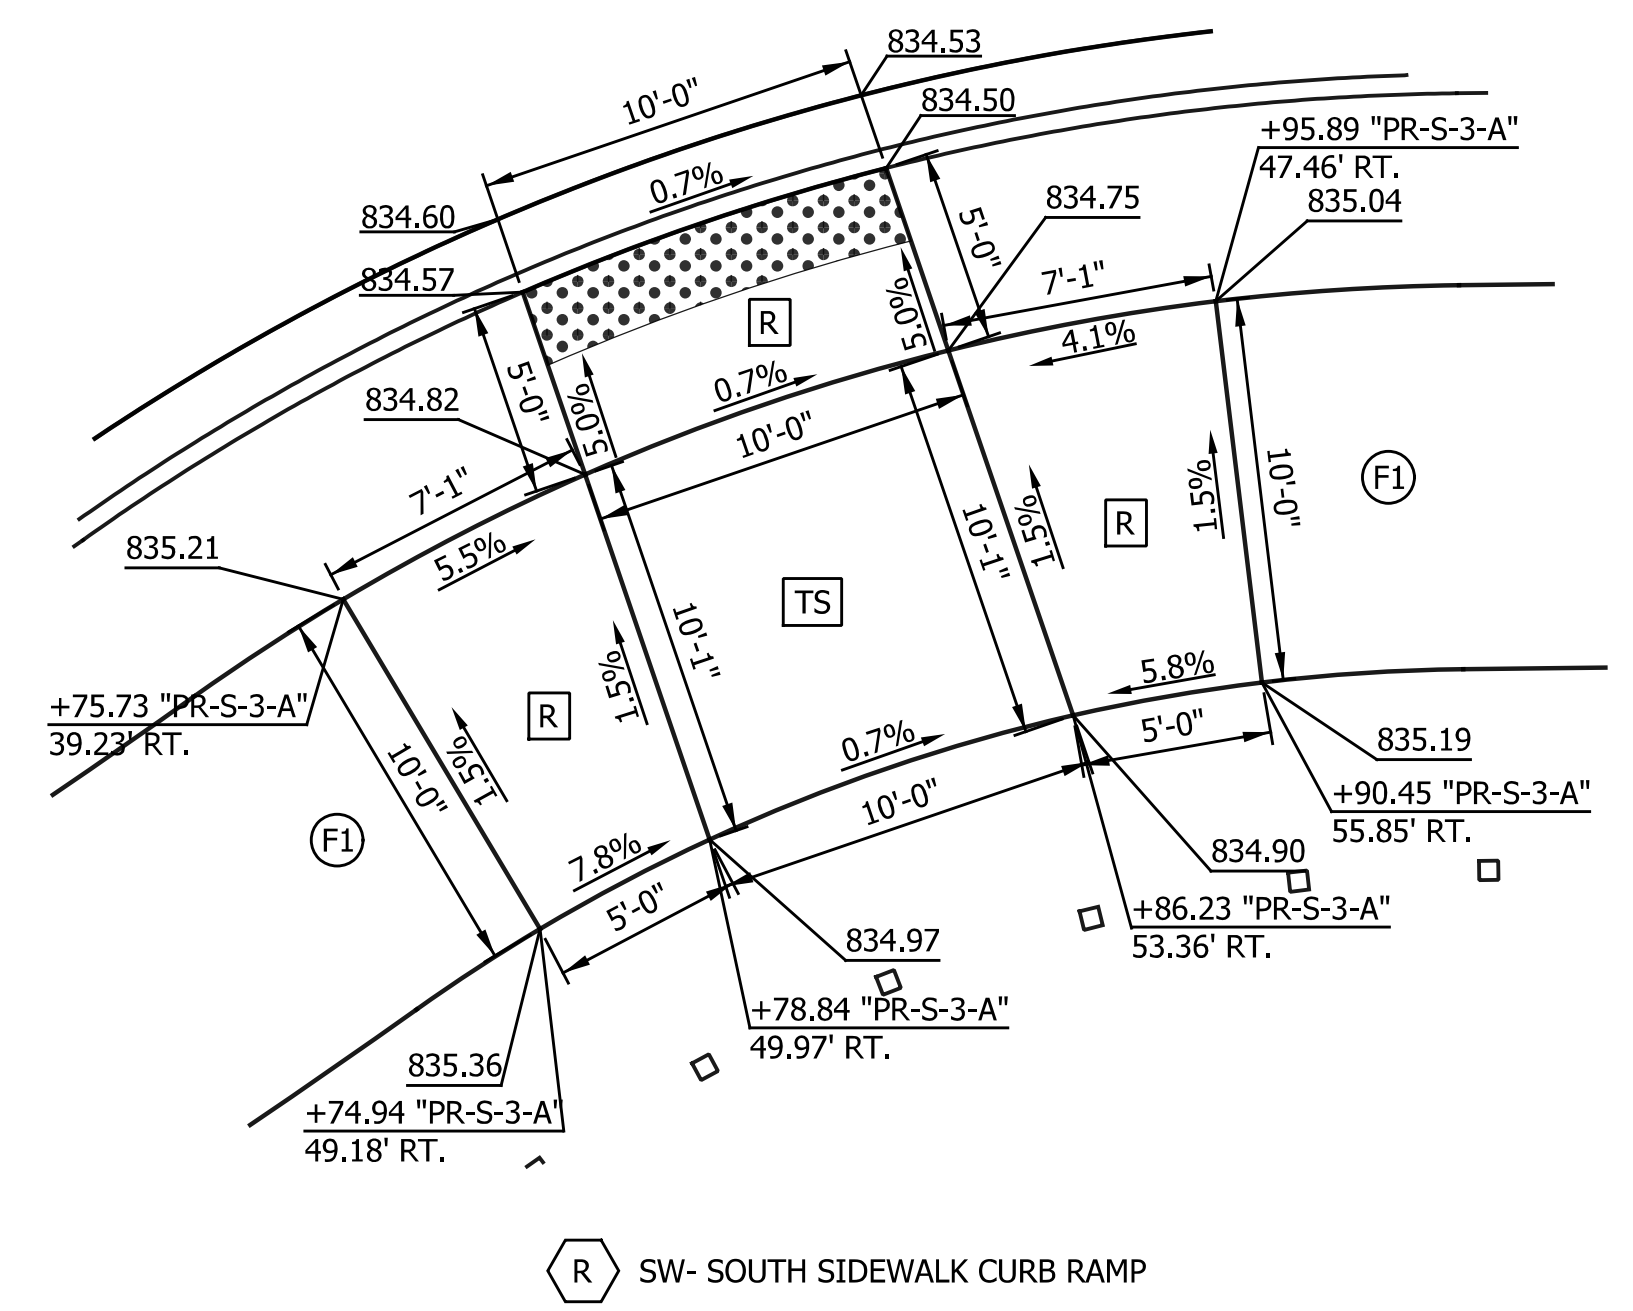 834.53
10'-0"
834.50
+95.89 "PR-S-3-A"
47.46' RT.
0.7%
834.75
835.04
834.60
834.57
5'-0"
7'-1"
R
5.0%
4.1%
5'-0"
0.7%
834.82
5.0%
10'-0"
7'-1"
F1
10'-0"
1.5%
R
835.21
5.5%
10'-1"
1.5%
TS
10'-1"
5.8%
1.5%
+75.73 "PR-S-3-A"
39.23' RT.
R
5'-0"
0.7%
835.19
10'-0"
1.5%
10'-0"
+90.45 "PR-S-3-A"
55.85' RT.
F1
7.8%
834.90
5'-0"
+86.23 "PR-S-3-A"
53.36' RT.
834.97
+78.84 "PR-S-3-A"
49.97' RT.
835.36
+74.94 "PR-S-3-A"
49.18' RT.
R SW- SOUTH SIDEWALK CURB RAMP